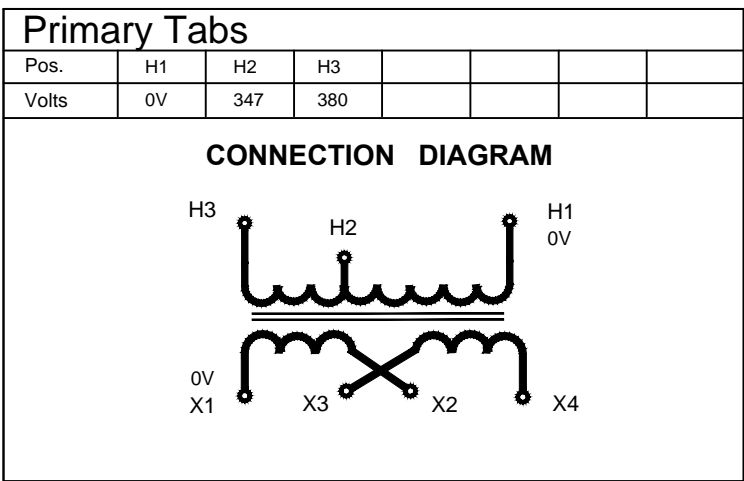 Primary Tabs
Pos. H1 H2 H3
Volts 0V 347 380
CONNECTION DIAGRAM
H3 H2 H1
0V
0V
X1 X3 X2 X4